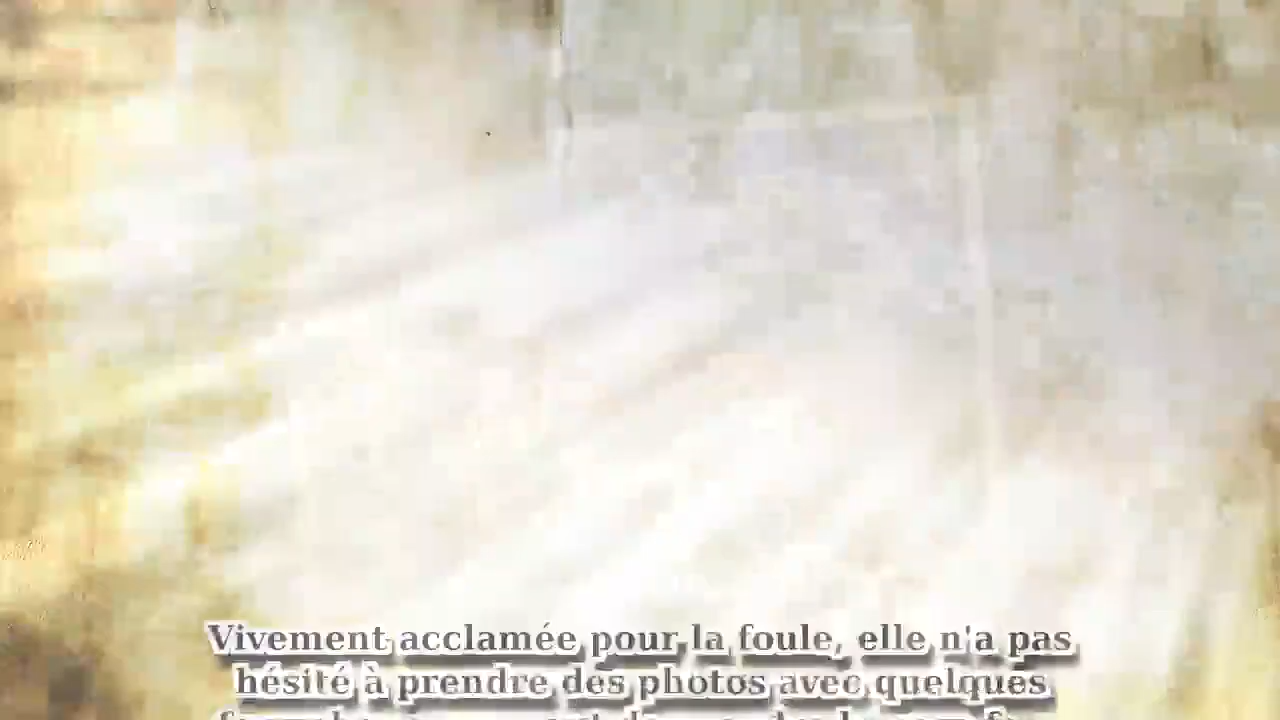 Vivement acclamée pour la foule, elle n'a pas
hésité à prendre des photos avec quelques